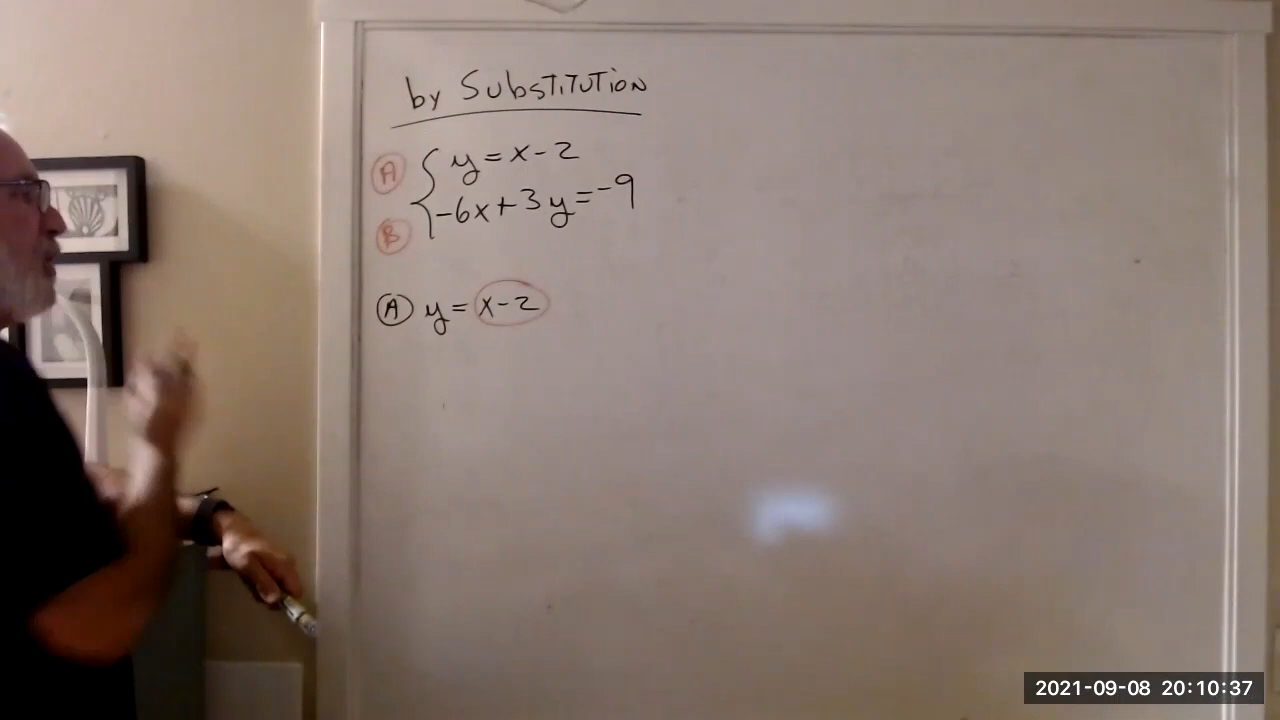 by Substitution
A y = x - 2
B -6x + 3y = -9
A y = x - 2
2021-09-08 20:10:37